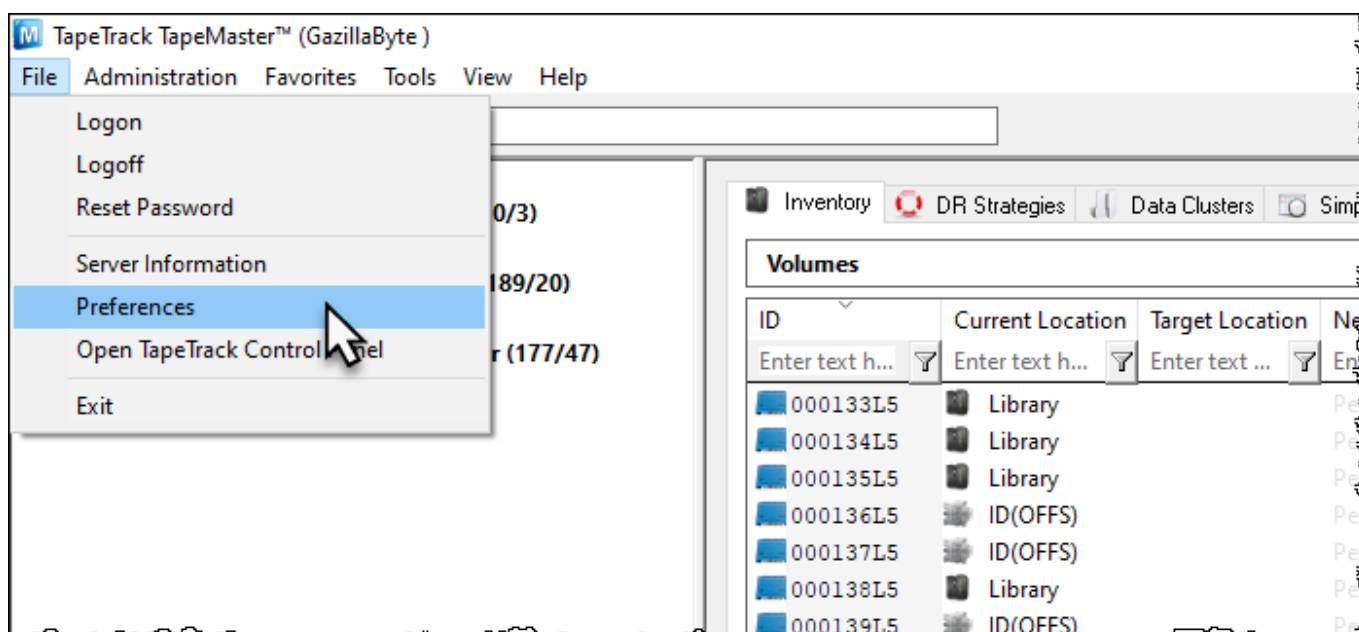 TapeTrack TapeMaster™ (GazillaByte )
File Administration Favorites Tools View Help
Logon
Logoff
Reset Password
Server Information
Preferences
Open TapeTrack Control
Exit
0/3)
189/20)
r (177/47)
Inventory DR Strategies Data Clusters
Volumes
ID Current Location Target Location
Enter text h... Enter text h... Enter text ...
000133L5 Library
000134L5 Library
000135L5 Library
000136L5 ID(OFFS)
000137L5 ID(OFFS)
000138L5 Library
000139L5 ID(OFFS)